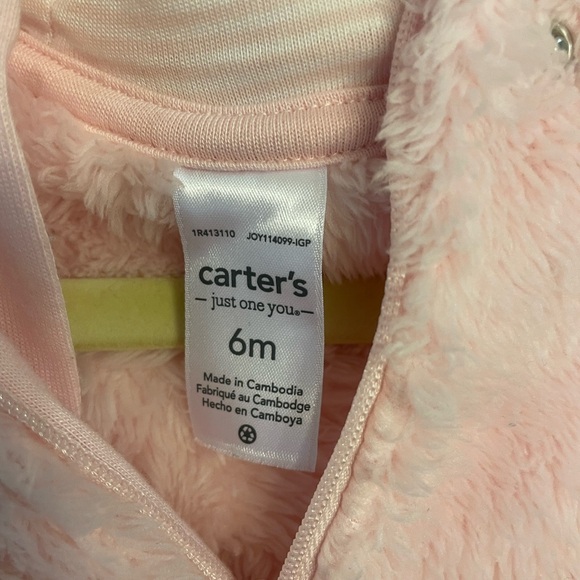 1R413110 JOY114099-IGP
carter's
just one you®
6m
Made in Cambodia
Fabriqué au Cambodge
Hecho en Camboya